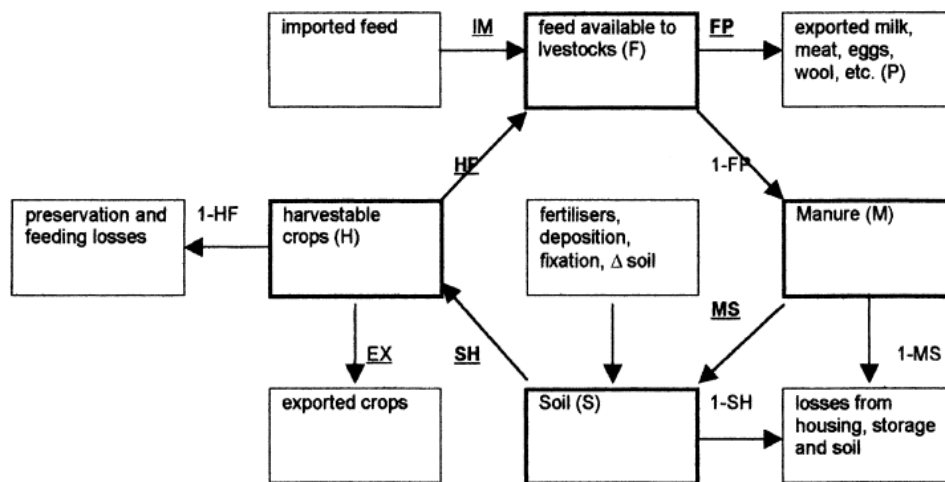 imported feed
IM
feed available to
lvestocks (F)
FP
exported milk,
meat, eggs,
wool, etc. (P)
HF
1-FP
preservation and
feeding losses
1-HF
harvestable
crops (H)
fertilisers,
deposition,
fixation, Δ soil
Manure (M)
EX
SH
MS
1-MS
exported crops
Soil (S)
1-SH
losses from
housing, storage
and soil